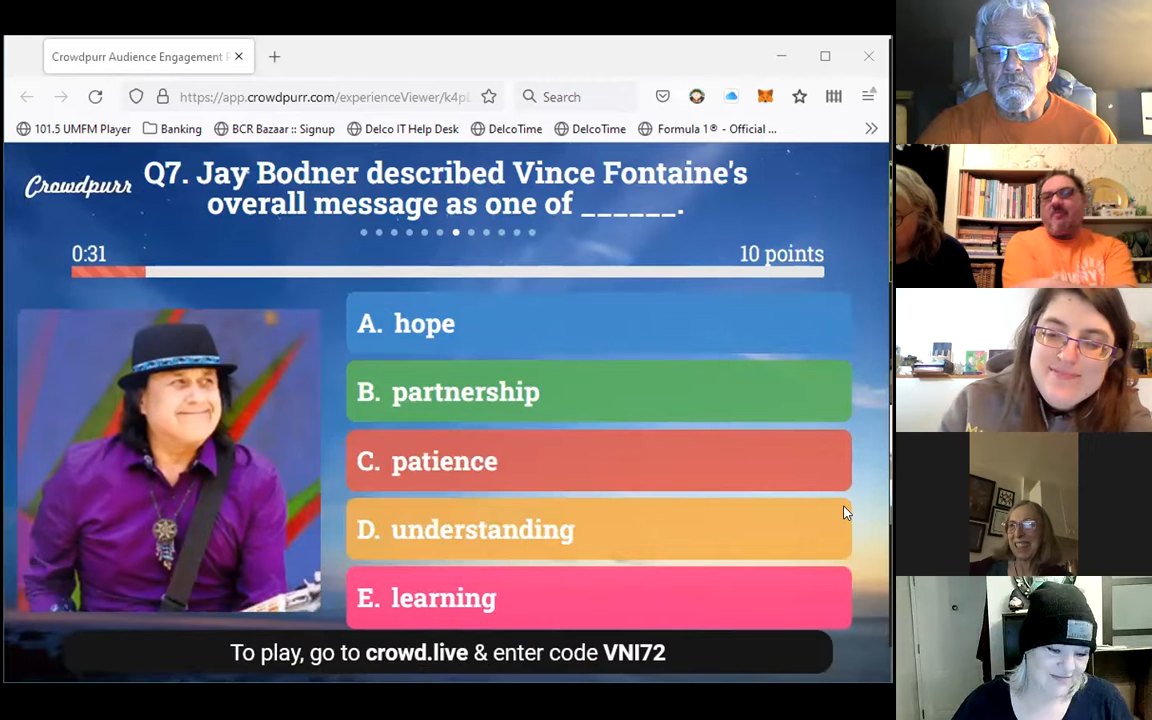 Crowdpurr Audience Engagement
https://app.crowdpurr.com/experienceViewer/k4p
Search
101.5 UMFM Player
Banking
BCR Bazaar :: Signup
Delco IT Help Desk
DelcoTime
DelcoTime
Formula 1® - Official ...
Crowdpurr
Q7. Jay Bodner described Vince Fontaine's
overall message as one of ______.
0:31
10 points
A. hope
B. partnership
C. patience
D. understanding
E. learning
To play, go to crowd.live & enter code VNI72